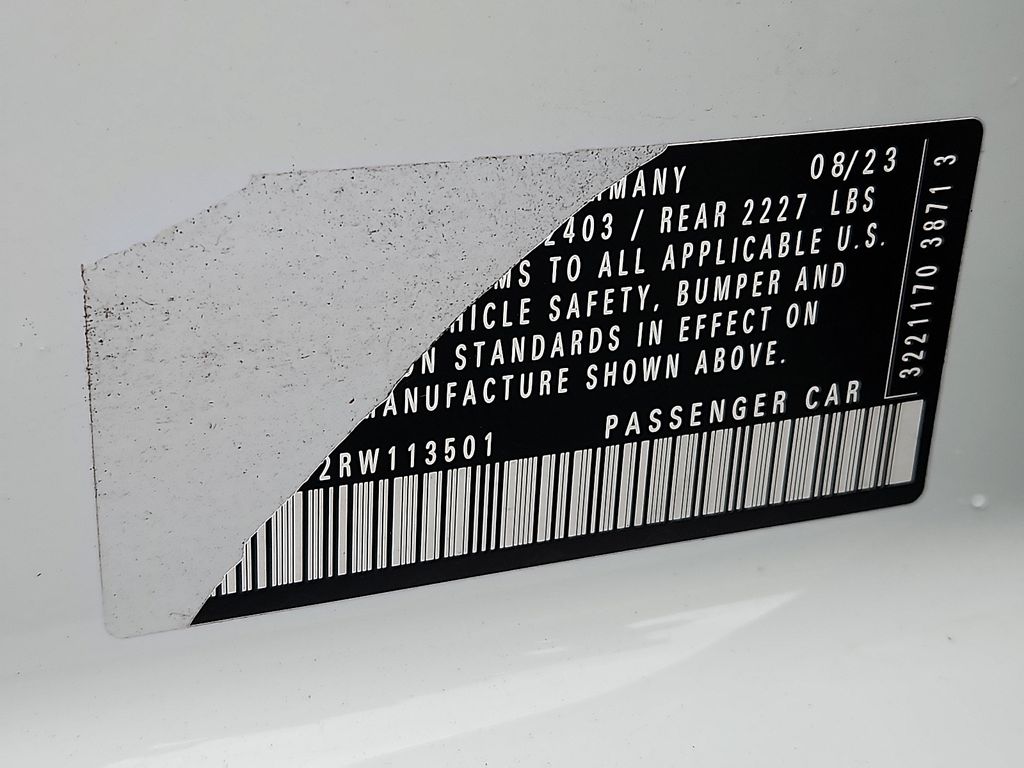 MANY 08/23
2403 / REAR 2227 LBS
MS TO ALL APPLICABLE U.S.
HICLE SAFETY, BUMPER AND
N STANDARDS IN EFFECT ON
ANUFACTURE SHOWN ABOVE.
2RW113501 PASSENGER CAR
3221170 3871 3